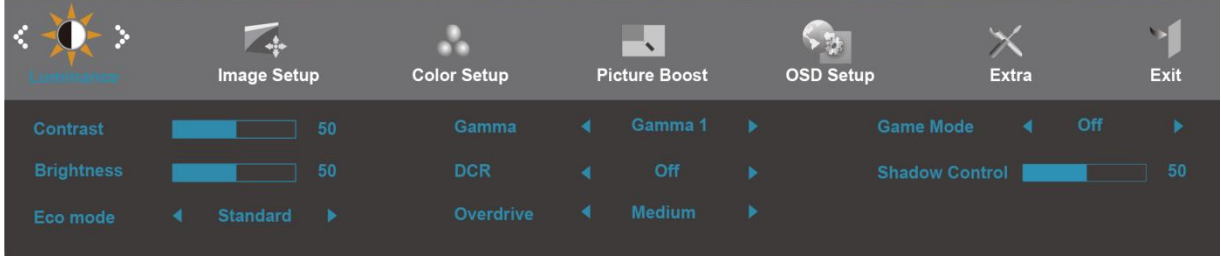 Luminance
Image Setup
Color Setup
Picture Boost
OSD Setup
Extra
Exit
Contrast
50
Gamma
Gamma 1
Game Mode
Off
Brightness
50
DCR
Off
Shadow Control
50
Eco mode
Standard
Overdrive
Medium